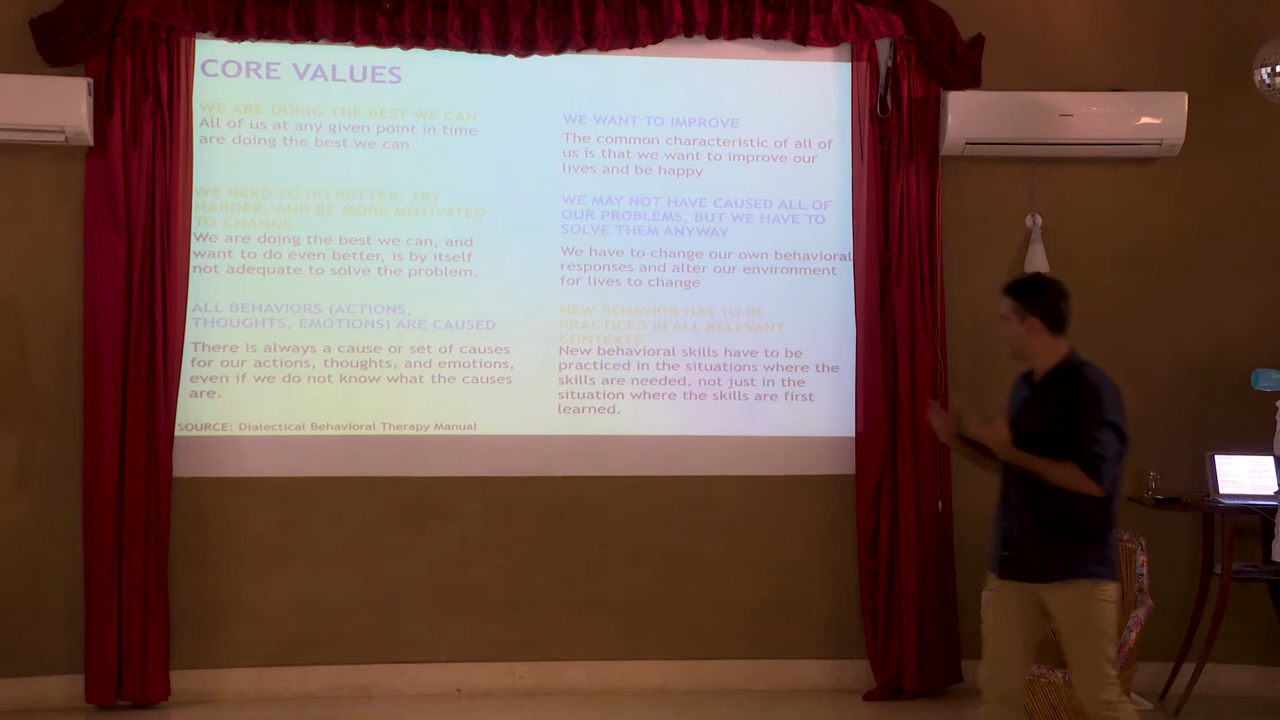 CORE VALUES
WE ARE DOING THE BEST WE CAN
All of us at any given point in time
are doing the best we can
WE NEED TO DO BETTER, TRY
HARDER, AND BE MORE MOTIVATED
TO CHANGE
We are doing the best we can, and
want to do even better, is by itself
not adequate to solve the problem.
ALL BEHAVIORS (ACTIONS,
THOUGHTS, EMOTIONS) ARE CAUSED
There is always a cause or set of causes
for our actions, thoughts, and emotions,
even if we do not know what the causes
are.
SOURCE: Dialectical Behavioral Therapy Manual
WE WANT TO IMPROVE
The common characteristic of all of
us is that we want to improve our
lives and be happy
WE MAY NOT HAVE CAUSED ALL OF
OUR PROBLEMS, BUT WE HAVE TO
SOLVE THEM ANYWAY
We have to change our own behavioral
responses and alter our environment
for lives to change
NEW BEHAVIOR HAS TO BE
PRACTICED IN ALL RELEVANT
CONTEXTS
New behavioral skills have to be
practiced in the situations where the
skills are needed, not just in the
situation where the skills are first
learned.